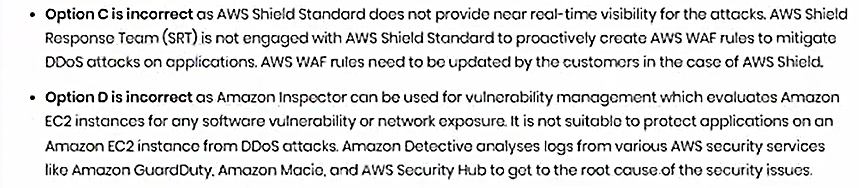 • Option C is incorrect as AWS Shield Standard does not provide near real-time visibility for the attacks. AWS Shield
Response Team (SRT) is not engaged with AWS Shield Standard to proactively create AWS WAF rules to mitigate
DDoS attacks on applications. AWS WAF rules need to be updated by the customers in the case of AWS Shield.
• Option D is incorrect as Amazon Inspector can be used for vulnerability management which evaluates Amazon
EC2 instances for any software vulnerability or network exposure. It is not suitable to protect applications on an
Amazon EC2 instance from DDoS attacks. Amazon Detective analyses logs from various AWS security services
like Amazon GuardDuty, Amazon Macie, and AWS Security Hub to get to the root cause of the security issues.